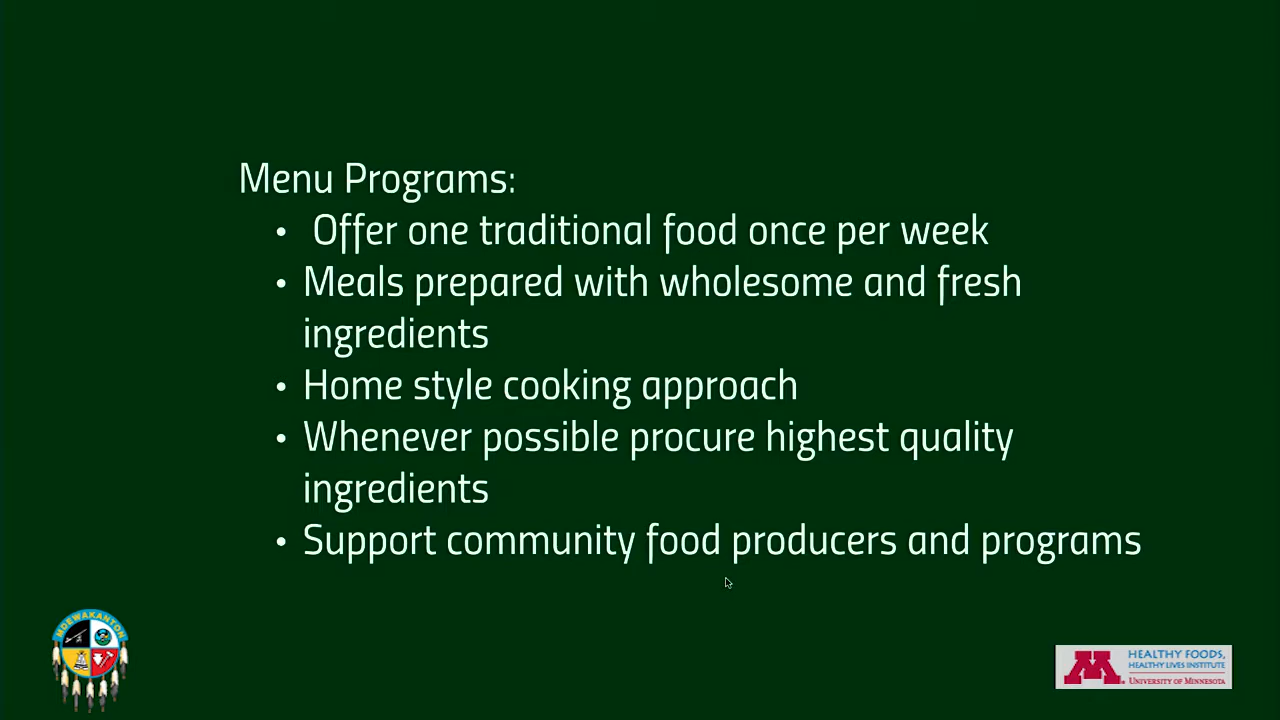 Menu Programs:
• Offer one traditional food once per week
• Meals prepared with wholesome and fresh
ingredients
• Home style cooking approach
• Whenever possible procure highest quality
ingredients
• Support community food producers and programs
MDEWAKANTON
M
HEALTHY FOODS,
HEALTHY LIVES INSTITUTE
UNIVERSITY OF MINNESOTA